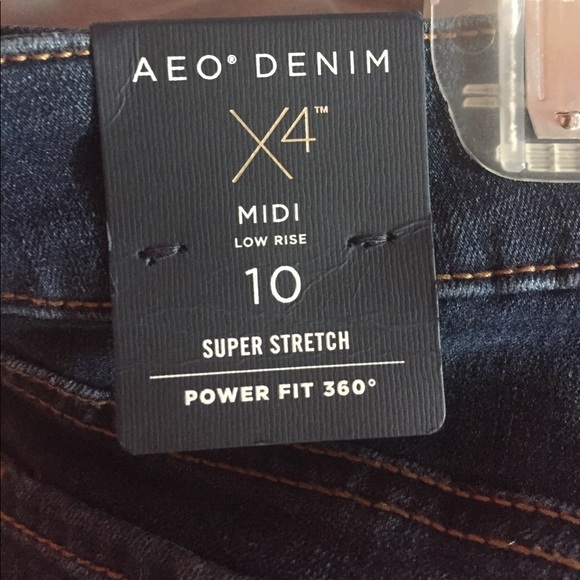 AEO® DENIM
X4™
MIDI
LOW RISE
10
SUPER STRETCH
POWER FIT 360°